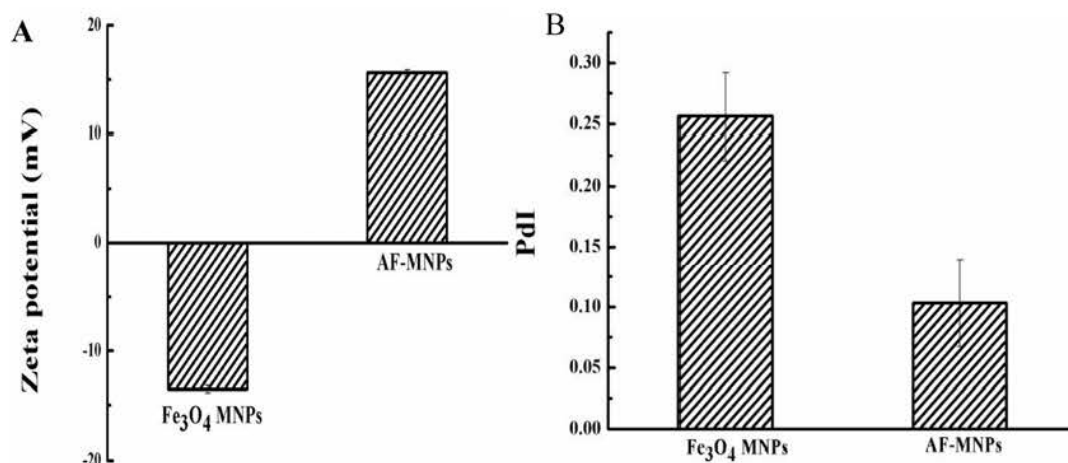 A
Zeta potential (mV)
20
10
0
-10
-20
Fe3O4 MNPs
AF-MNPs
B
PdI
0.30
0.25
0.20
0.15
0.10
0.05
0.00
Fe3O4 MNPs
AF-MNPs